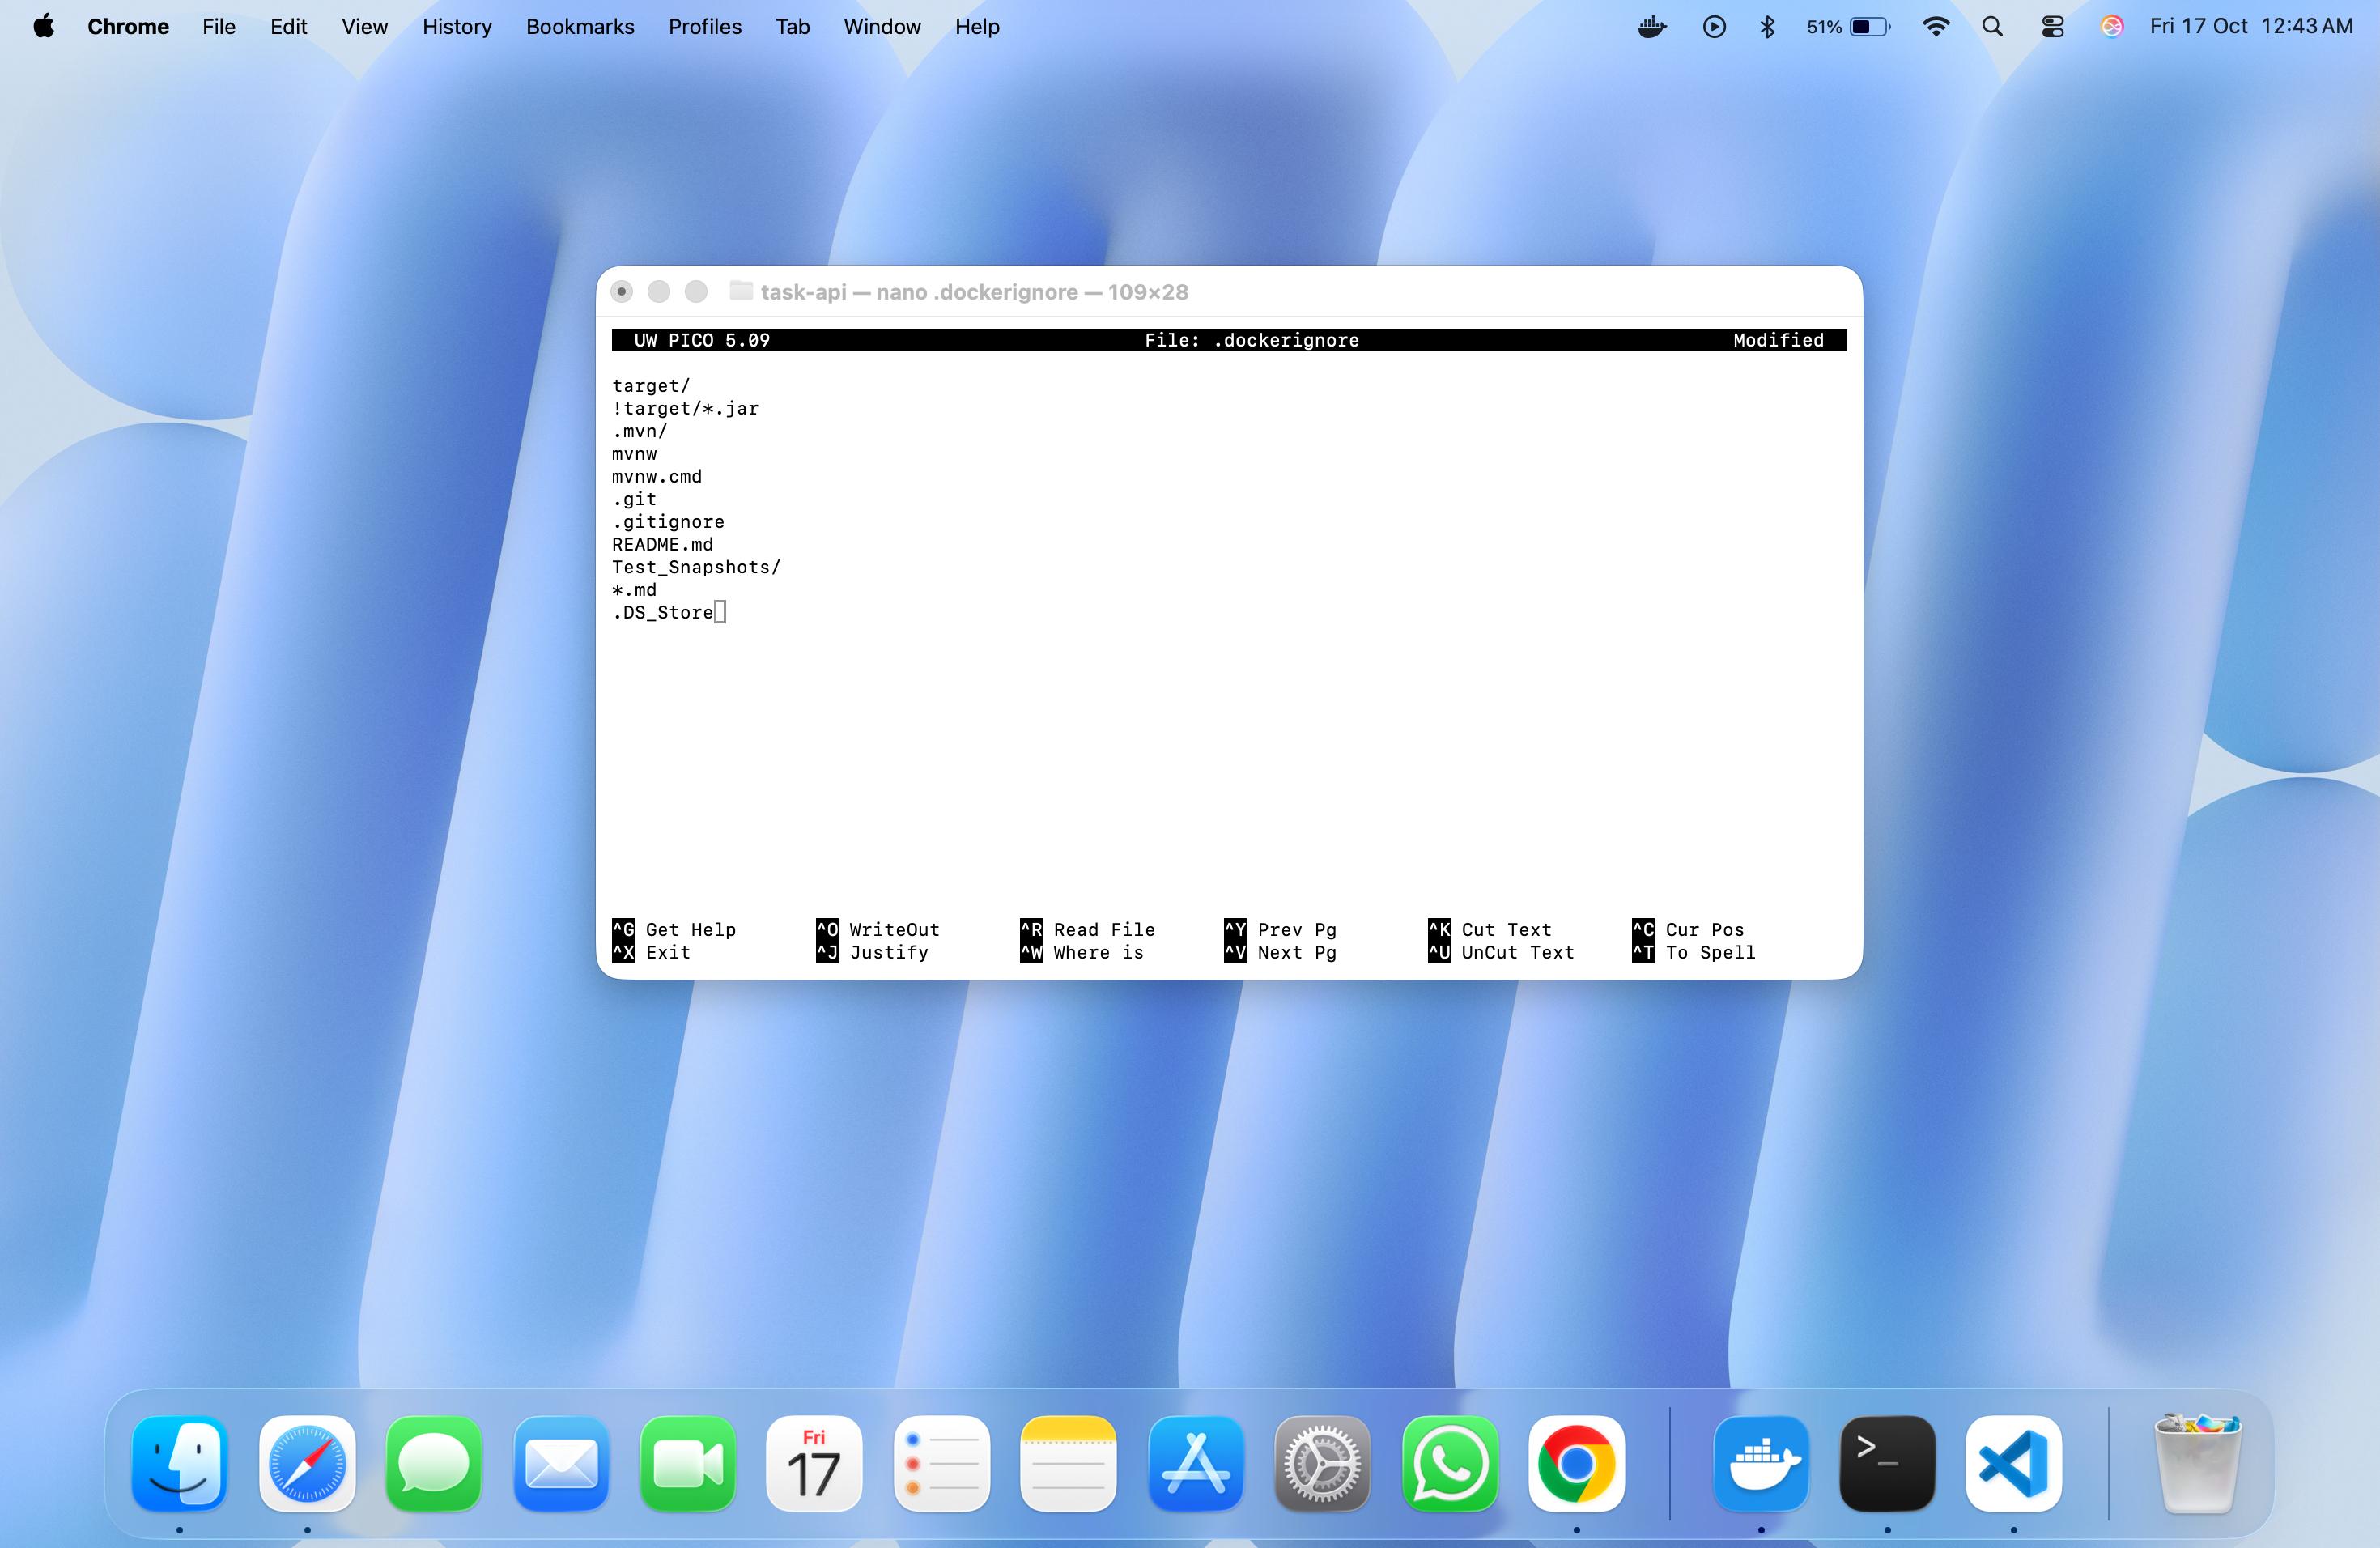 Chrome File Edit View History Bookmarks Profiles Tab Window Help 51% Fri 17 Oct 12:43 AM
task-api — nano .dockerignore — 109×28
UW PICO 5.09 File: .dockerignore Modified
target/
!target/*.jar
.mvn/
mvnw
mvnw.cmd
.git
.gitignore
README.md
Test_Snapshots/
*.md
.DS_Store
^G Get Help ^O WriteOut ^R Read File ^Y Prev Pg ^K Cut Text ^C Cur Pos
^X Exit ^J Justify ^W Where is ^V Next Pg ^U UnCut Text ^T To Spell
Fri
17
>_